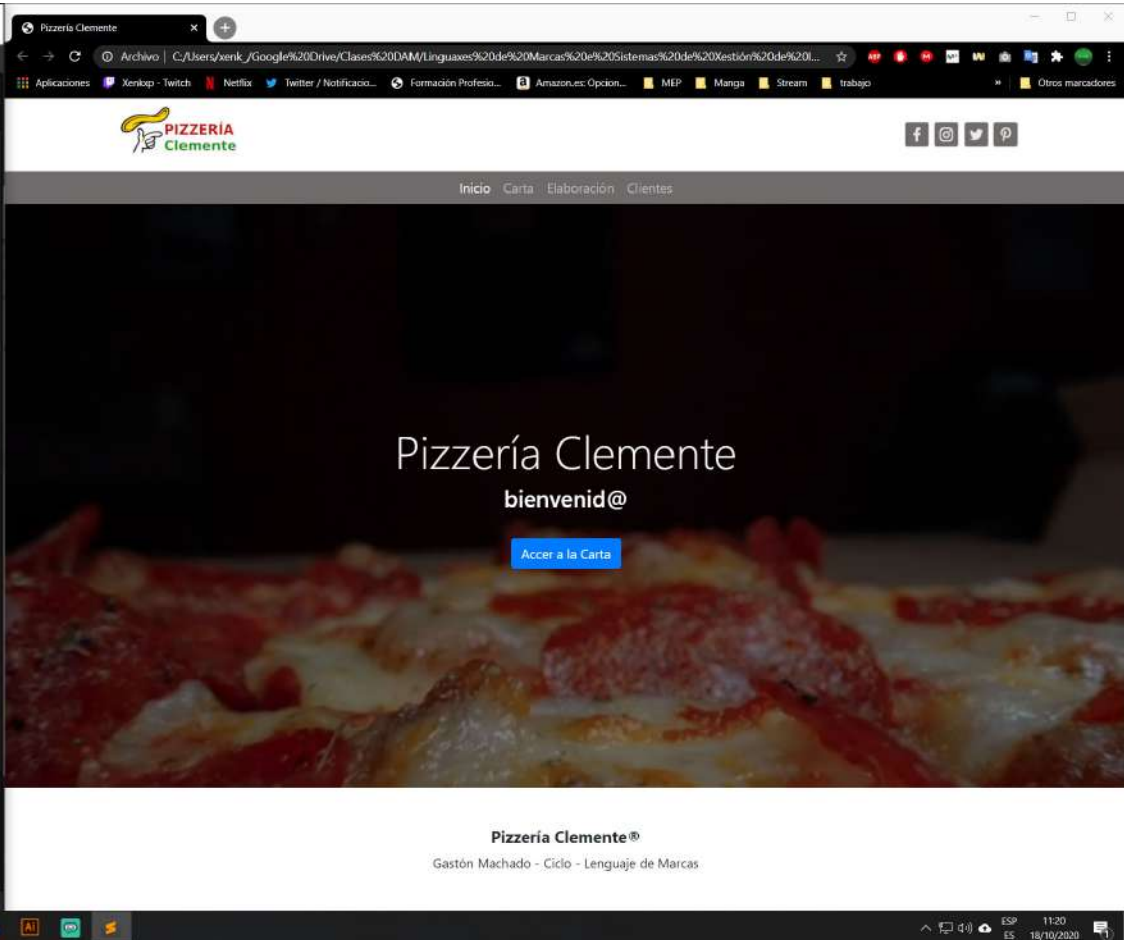 Pizzería Clemente
Archivo | C:/Users/xenk_/Google%20Drive/Clases%20DAM/Linguaxes%20de%20Marcas%20e%20Sistemas%20de%20Xestión%20de%20I...
Aplicaciones Xenkop - Twitch Netflix Twitter / Notificacio... Formación Profesio... Amazon.es: Opcion... MEP Manga Stream trabajo » Otros marcadores
PIZZERÍA
Clemente
Inicio Carta Elaboración Clientes
Pizzería Clemente
bienvenid@
Accer a la Carta
Pizzería Clemente®
Gastón Machado - Ciclo - Lenguaje de Marcas
Ai
ESP 11:20
ES 18/10/2020